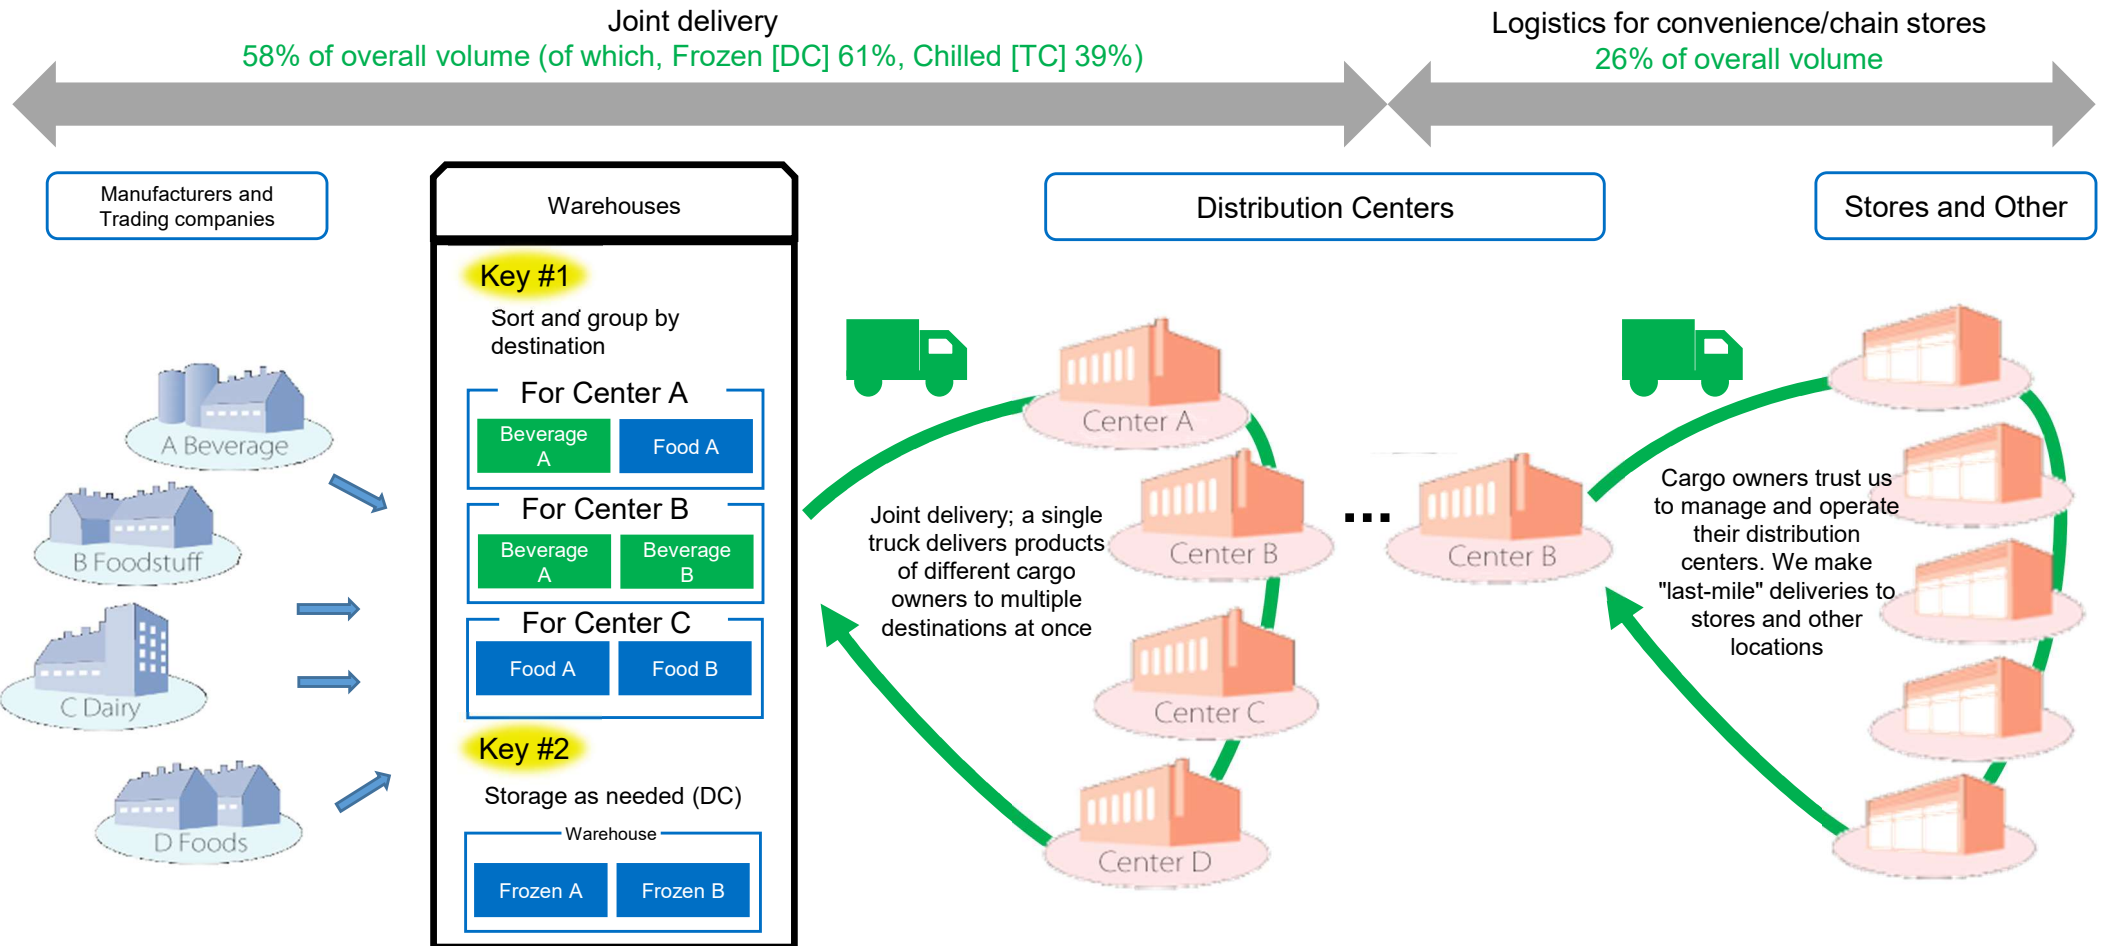 Joint delivery
58% of overall volume (of which, Frozen [DC] 61%, Chilled [TC] 39%)
Logistics for convenience/chain stores
26% of overall volume
Manufacturers and
Trading companies
Warehouses
Distribution Centers
Stores and Other
A Beverage
B Foodstuff
C Dairy
D Foods
Key #1
Sort and group by
destination
For Center A
Beverage
A
Food A
For Center B
Beverage
A
Beverage
B
For Center C
Food A
Food B
Key #2
Storage as needed (DC)
Warehouse
Frozen A
Frozen B
Joint delivery; a single
truck delivers products
of different cargo
owners to multiple
destinations at once
Center A
Center B
Center C
Center D
...
Center B
Cargo owners trust us
to manage and operate
their distribution
centers. We make
"last-mile" deliveries to
stores and other
locations